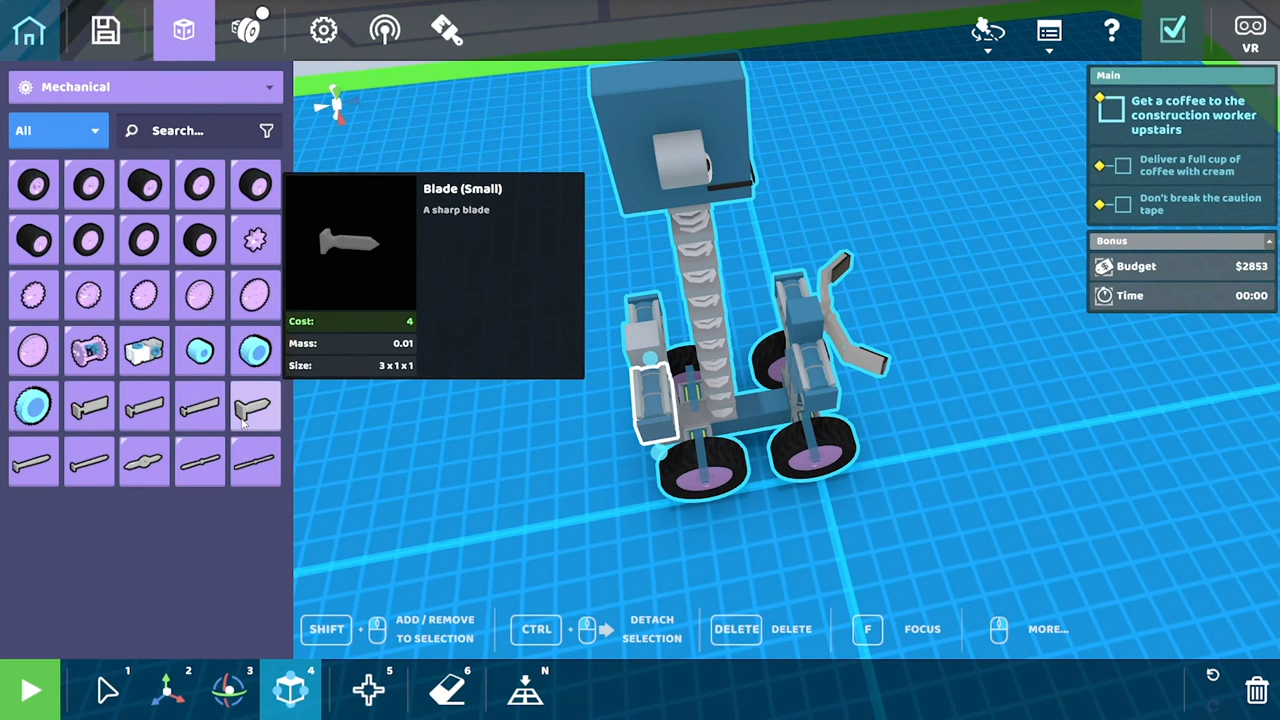 VR
Mechanical
All
Search...
Blade (Small)
A sharp blade
Cost: 4
Mass: 0.01
Size: 3 x 1 x 1
Main
Get a coffee to the
construction worker
upstairs
Deliver a full cup of
coffee with cream
Don't break the caution
tape
Bonus
Budget $2853
Time 00:00
SHIFT + ADD / REMOVE
TO SELECTION
CTRL + DETACH
SELECTION
DELETE DELETE
F FOCUS
MORE...
1
2
3
4
5
6
N